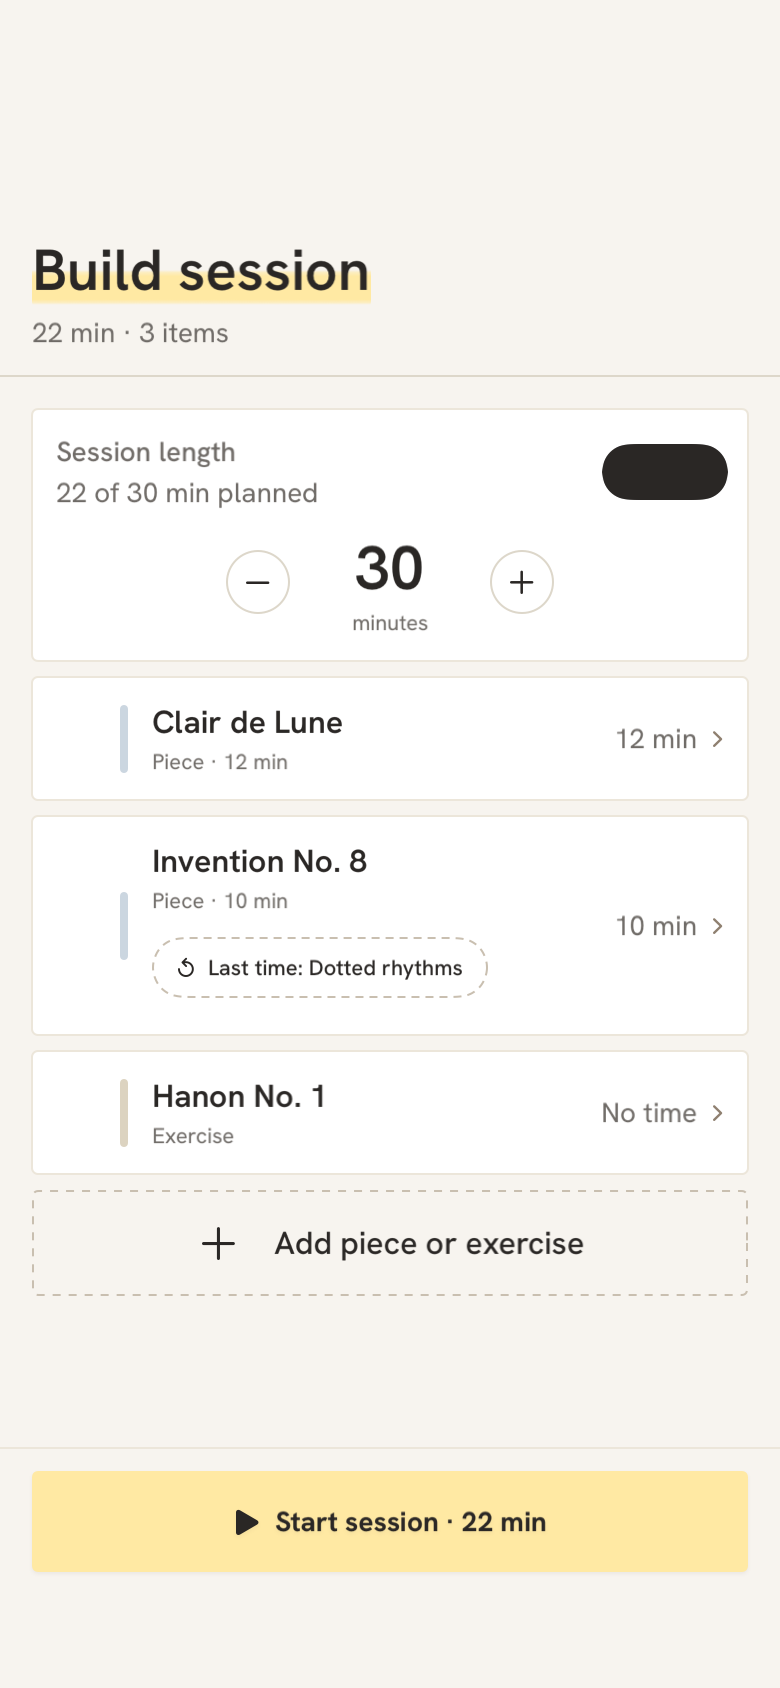 Build session
22 min · 3 items
Session length
22 of 30 min planned
30
minutes
Clair de Lune
Piece · 12 min
12 min
Invention No. 8
Piece · 10 min
10 min
Last time: Dotted rhythms
Hanon No. 1
Exercise
No time
Add piece or exercise
Start session · 22 min